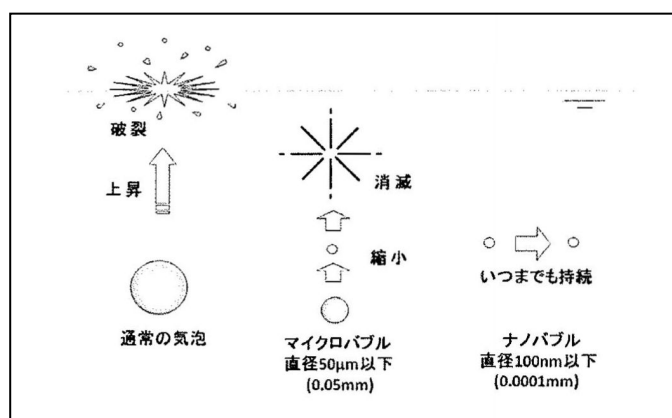 破裂
上昇
通常の気泡
消滅
縮小
マイクロバブル
直径50μm以下
(0.05mm)
いつまでも持続
ナノバブル
直径100nm以下
(0.0001mm)